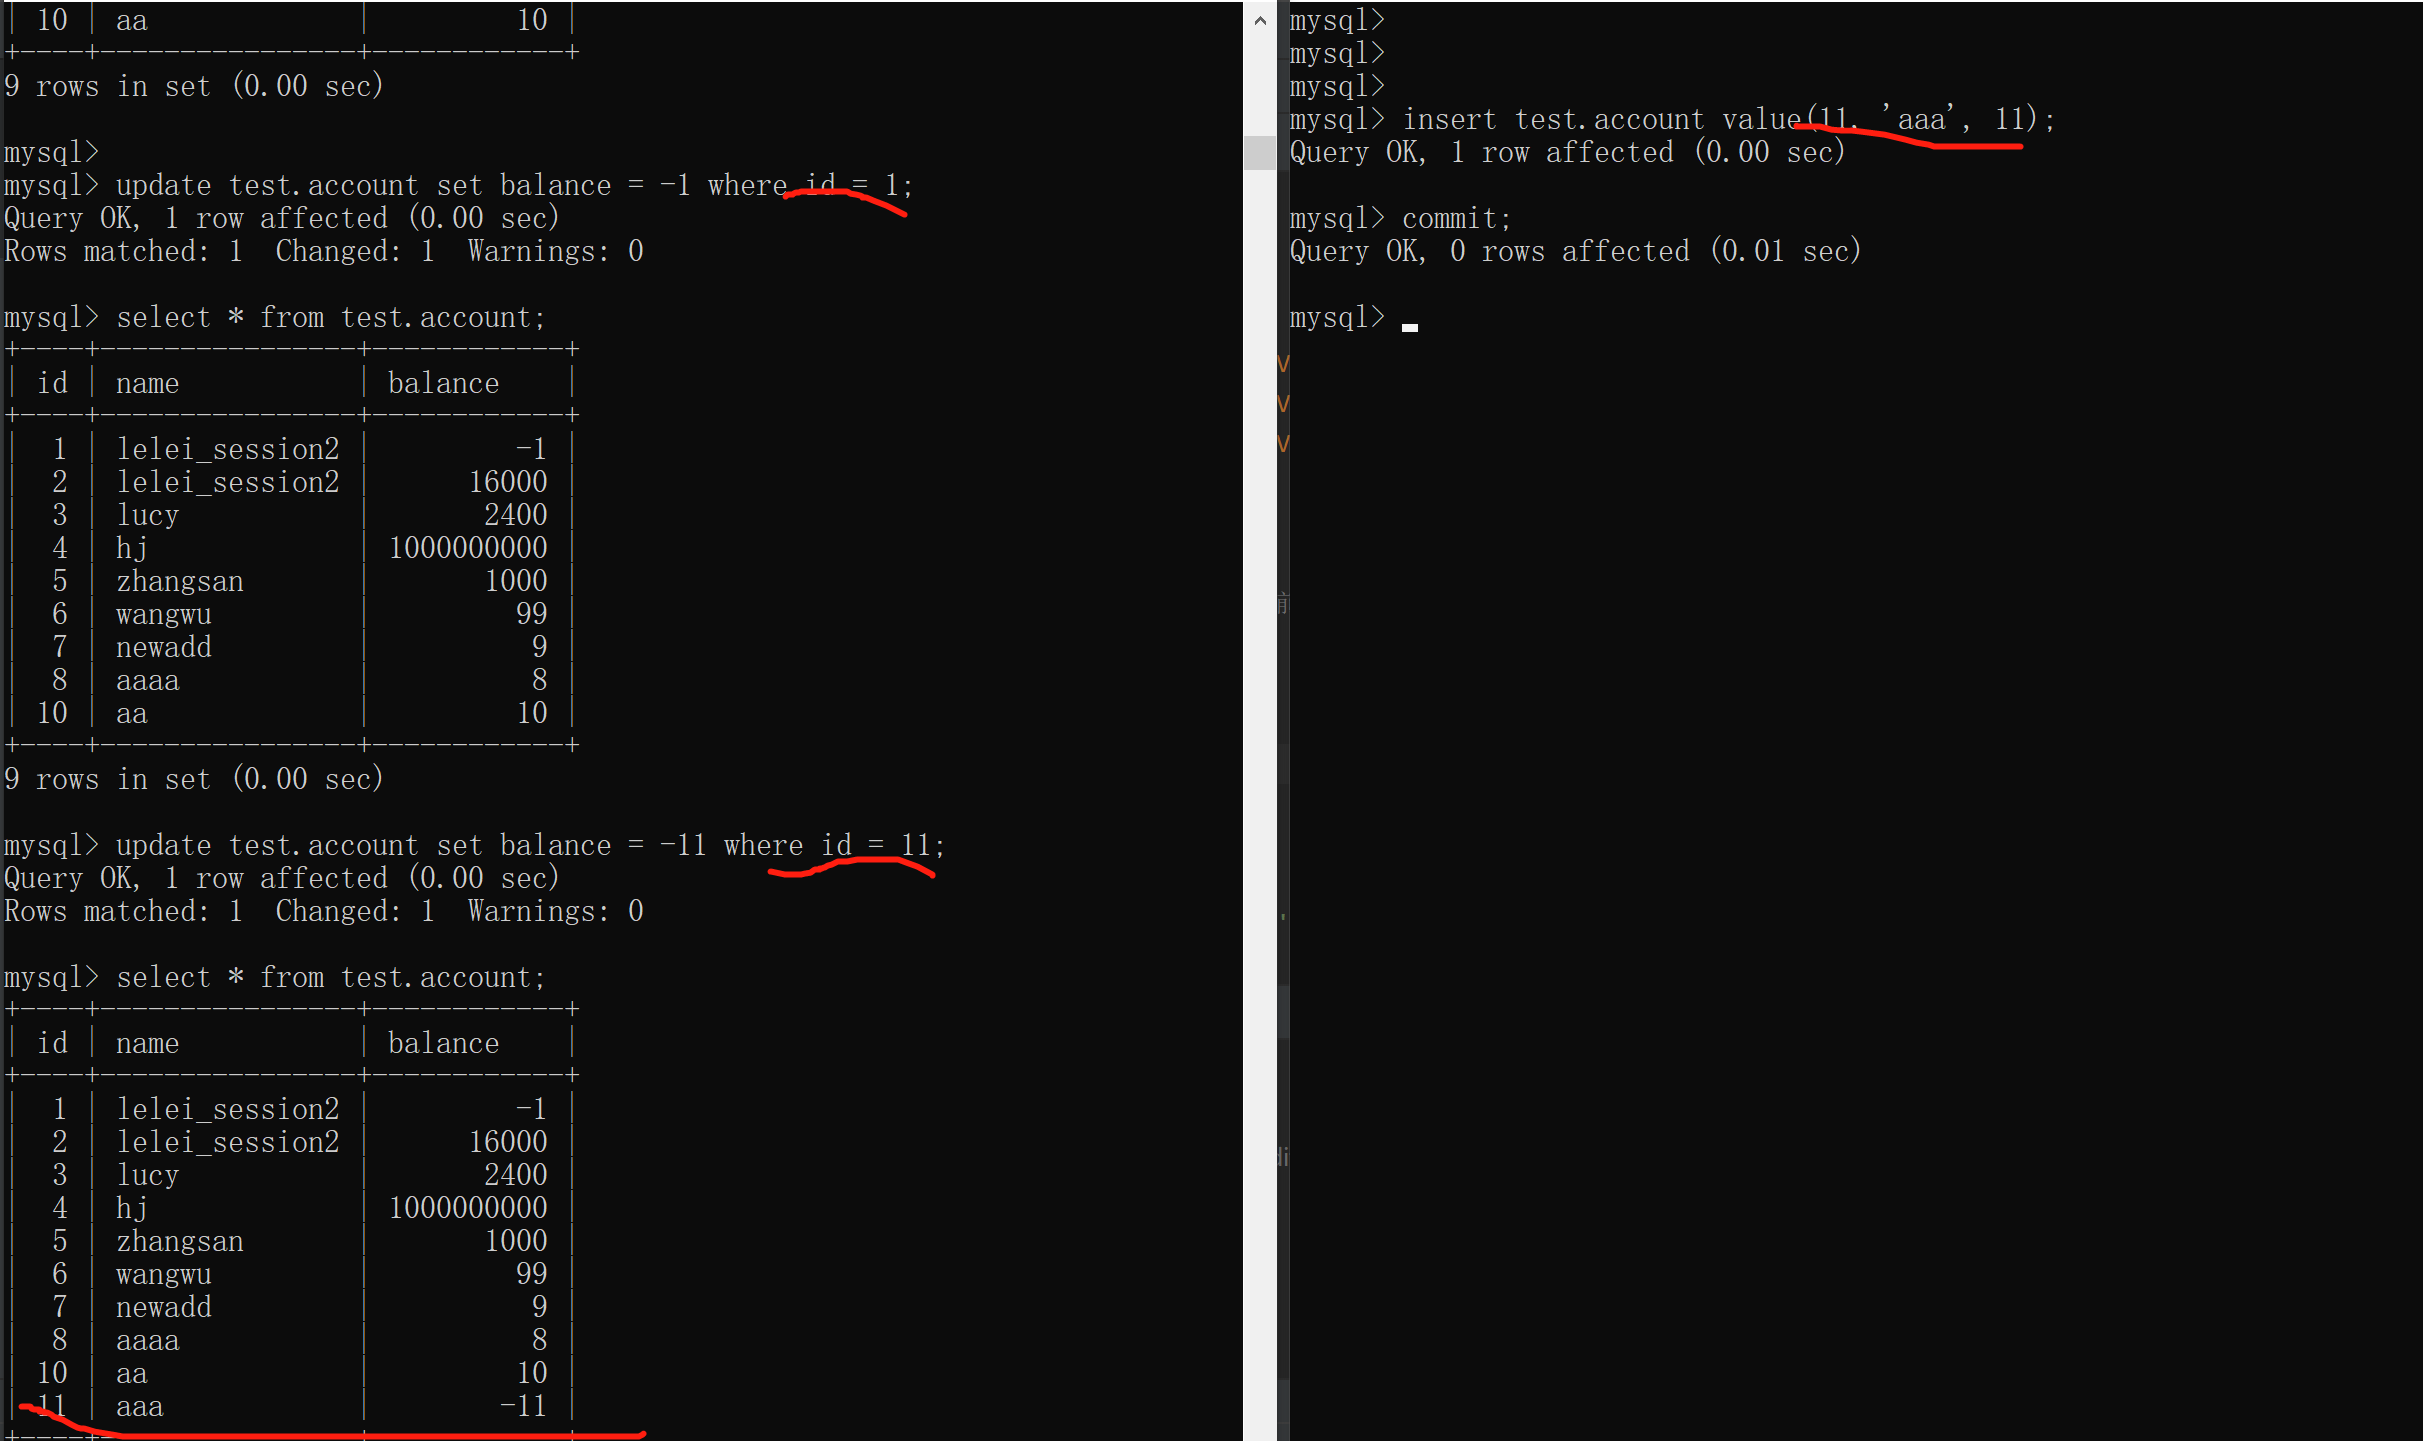 | 10 | aa | 10 |
+----+----------------+------------+
9 rows in set (0.00 sec)
mysql>
mysql> update test.account set balance = -1 where id = 1;
Query OK, 1 row affected (0.00 sec)
Rows matched: 1  Changed: 1  Warnings: 0
mysql> select * from test.account;
+----+----------------+------------+
| id | name | balance |
+----+----------------+------------+
| 1 | lelei_session2 | -1 |
| 2 | lelei_session2 | 16000 |
| 3 | lucy | 2400 |
| 4 | hj | 1000000000 |
| 5 | zhangsan | 1000 |
| 6 | wangwu | 99 |
| 7 | newadd | 9 |
| 8 | aaaa | 8 |
| 10 | aa | 10 |
+----+----------------+------------+
9 rows in set (0.00 sec)
mysql> update test.account set balance = -11 where id = 11;
Query OK, 1 row affected (0.00 sec)
Rows matched: 1  Changed: 1  Warnings: 0
mysql> select * from test.account;
+----+----------------+------------+
| id | name | balance |
+----+----------------+------------+
| 1 | lelei_session2 | -1 |
| 2 | lelei_session2 | 16000 |
| 3 | lucy | 2400 |
| 4 | hj | 1000000000 |
| 5 | zhangsan | 1000 |
| 6 | wangwu | 99 |
| 7 | newadd | 9 |
| 8 | aaaa | 8 |
| 10 | aa | 10 |
| 11 | aaa | -11 |
+----+----------------+------------+
mysql>
mysql>
mysql>
mysql> insert test.account value(11, 'aaa', 11);
Query OK, 1 row affected (0.00 sec)
mysql> commit;
Query OK, 0 rows affected (0.01 sec)
mysql>